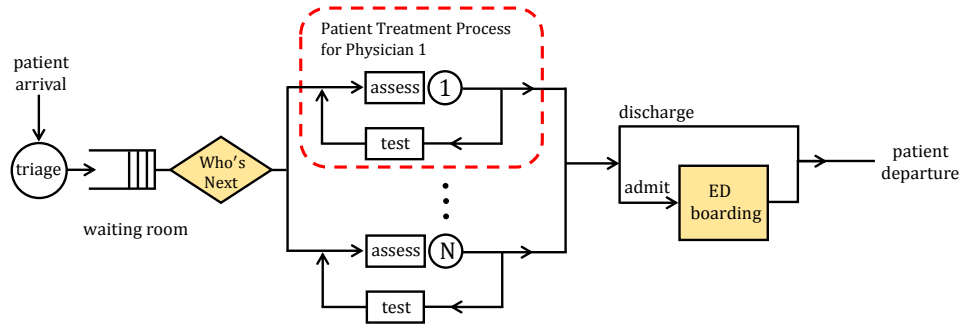 Patient Treatment Process
for Physician 1
patient
arrival
assess
1
test
triage
Who's
Next
waiting room
assess
N
test
discharge
admit
ED
boarding
patient
departure